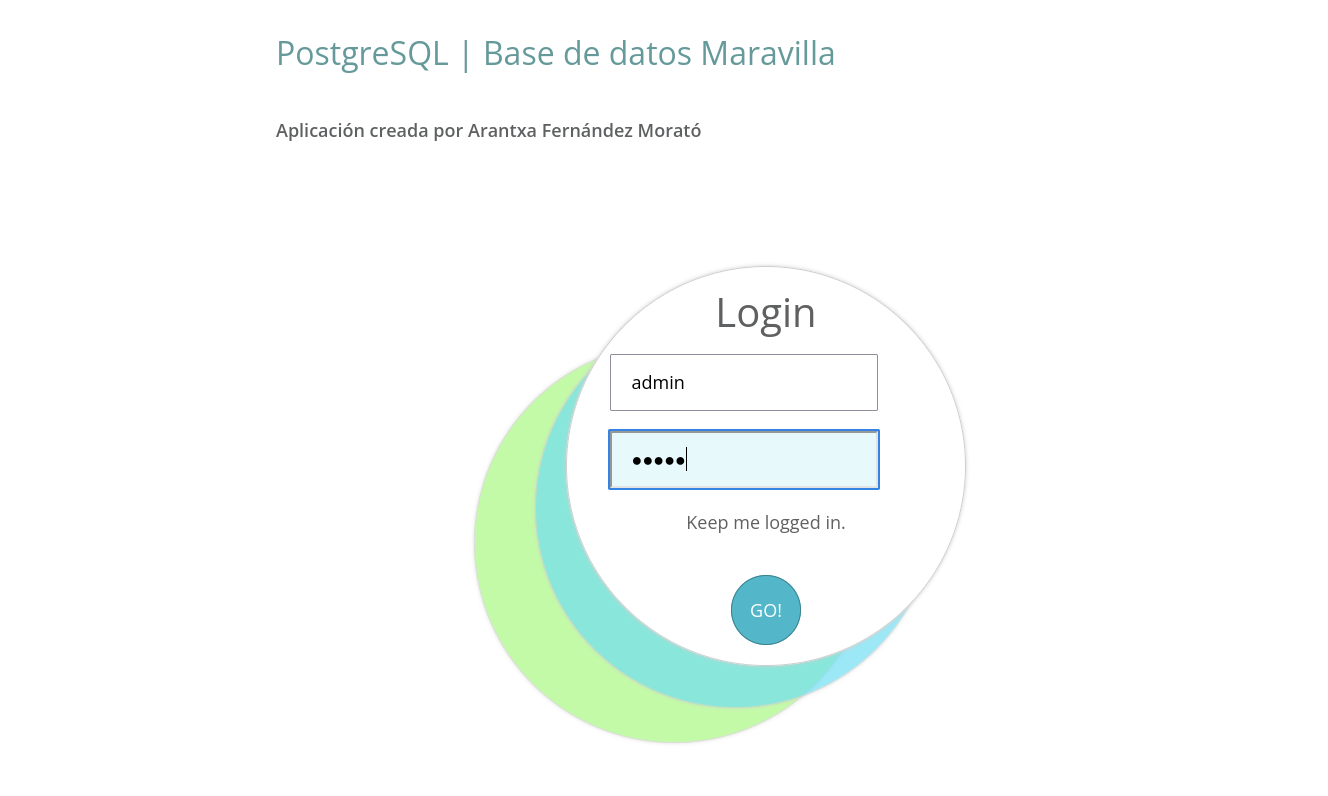 PostgreSQL | Base de datos Maravilla
Aplicación creada por Arantxa Fernández Morató
Login
admin
•••••
Keep me logged in.
GO!